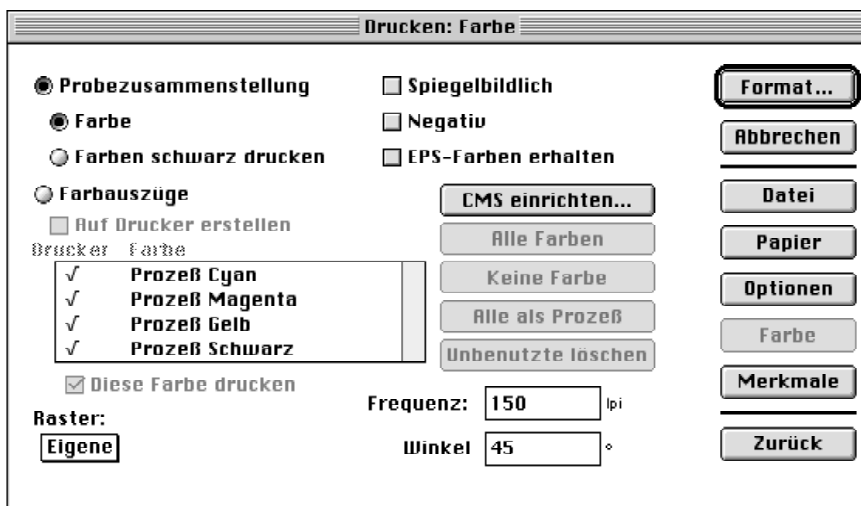 Drucken: Farbe
Probezusammenstellung
Farbe
Farben schwarz drucken
Farbauszüge
Auf Drucker erstellen
Drucker Farbe
√ Prozeß Cyan
√ Prozeß Magenta
√ Prozeß Gelb
√ Prozeß Schwarz
Diese Farbe drucken
Raster:
Eigene
Spiegelbildlich
Negativ
EPS-Farben erhalten
CMS einrichten...
Alle Farben
Keine Farbe
Alle als Prozeß
Unbenutzte löschen
Frequenz: 150 lpi
Winkel 45 °
Format...
Abbrechen
Datei
Papier
Optionen
Farbe
Merkmale
Zurück